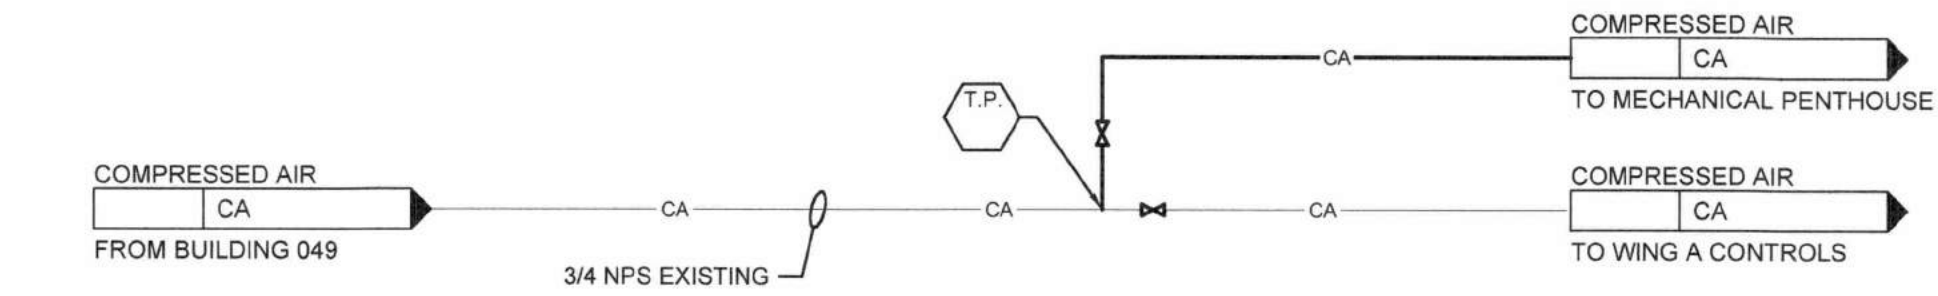 COMPRESSED AIR
CA
TO MECHANICAL PENTHOUSE
CA
T.P.
COMPRESSED AIR
CA
FROM BUILDING 049
CA
CA
CA
COMPRESSED AIR
CA
TO WING A CONTROLS
3/4 NPS EXISTING